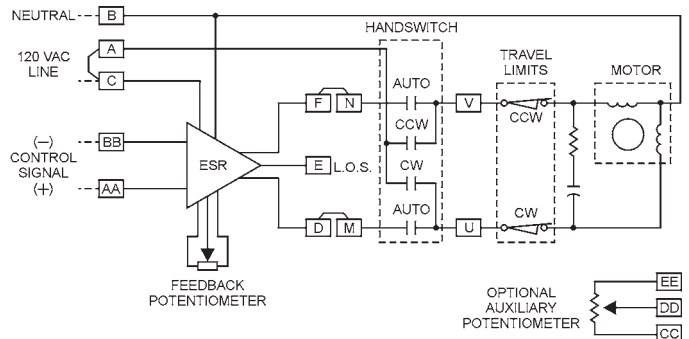 NEUTRAL
B
HANDSWITCH
A
120 VAC
LINE
C
TRAVEL
LIMITS
MOTOR
AUTO
F
N
V
CCW
CCW
(−)
CONTROL
SIGNAL
(+)
BB
AA
ESR
E
L.O.S.
CW
CW
AUTO
D
M
U
FEEDBACK
POTENTIOMETER
OPTIONAL
AUXILIARY
POTENTIOMETER
EE
DD
CC